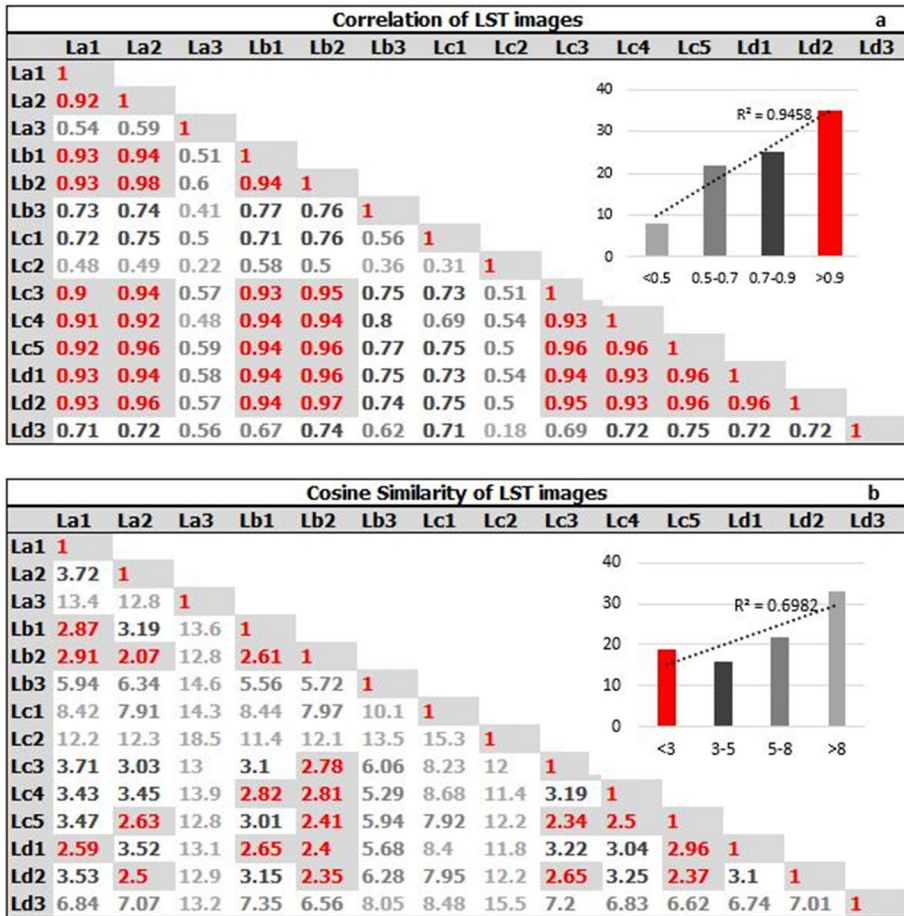 Correlation of LST images a
La1 La2 La3 Lb1 Lb2 Lb3 Lc1 Lc2 Lc3 Lc4 Lc5 Ld1 Ld2 Ld3
La1 1
La2 0.92 1
La3 0.54 0.59 1
Lb1 0.93 0.94 0.51 1
Lb2 0.93 0.98 0.6 0.94 1
Lb3 0.73 0.74 0.41 0.77 0.76 1
Lc1 0.72 0.75 0.5 0.71 0.76 0.56 1
Lc2 0.48 0.49 0.22 0.58 0.5 0.36 0.31 1
Lc3 0.9 0.94 0.57 0.93 0.95 0.75 0.73 0.51 1
Lc4 0.91 0.92 0.48 0.94 0.94 0.8 0.69 0.54 0.93 1
Lc5 0.92 0.96 0.59 0.94 0.96 0.77 0.75 0.5 0.96 0.96 1
Ld1 0.93 0.94 0.58 0.94 0.96 0.75 0.73 0.54 0.94 0.93 0.96 1
Ld2 0.93 0.96 0.57 0.94 0.97 0.74 0.75 0.5 0.95 0.93 0.96 0.96 1
Ld3 0.71 0.72 0.56 0.67 0.74 0.62 0.71 0.18 0.69 0.72 0.75 0.72 0.72 1
40
R² = 0.9458
30
20
10
0
<0.5 0.5-0.7 0.7-0.9 >0.9
Cosine Similarity of LST images b
La1 La2 La3 Lb1 Lb2 Lb3 Lc1 Lc2 Lc3 Lc4 Lc5 Ld1 Ld2 Ld3
La1 1
La2 3.72 1
La3 13.4 12.8 1
Lb1 2.87 3.19 13.6 1
Lb2 2.91 2.07 12.8 2.61 1
Lb3 5.94 6.34 14.6 5.56 5.72 1
Lc1 8.42 7.91 14.3 8.44 7.97 10.1 1
Lc2 12.2 12.3 18.5 11.4 12.1 13.5 15.3 1
Lc3 3.71 3.03 13 3.1 2.78 6.06 8.23 12 1
Lc4 3.43 3.45 13.9 2.82 2.81 5.29 8.68 11.4 3.19 1
Lc5 3.47 2.63 12.8 3.01 2.41 5.94 7.92 12.2 2.34 2.5 1
Ld1 2.59 3.52 13.1 2.65 2.4 5.68 8.4 11.8 3.22 3.04 2.96 1
Ld2 3.53 2.5 12.9 3.15 2.35 6.28 7.95 12.2 2.65 3.25 2.37 3.1 1
Ld3 6.84 7.07 13.2 7.35 6.56 8.05 8.48 15.5 7.2 6.83 6.62 6.74 7.01 1
40
30
R² = 0.6982
20
10
0
<3 3-5 5-8 >8